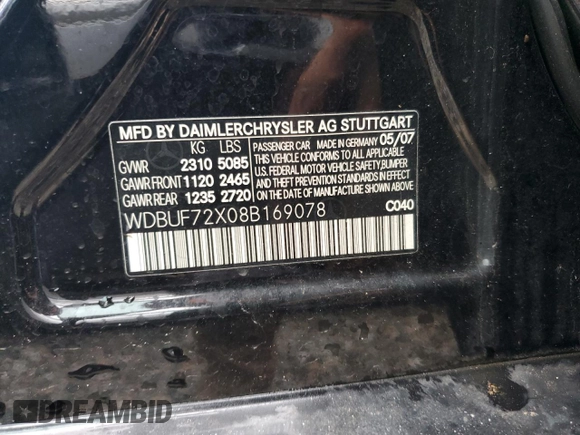 MFD BY DAIMLERCHRYSLER AG STUTTGART
KG LBS
GVWR 2310 5085
GAWR FRONT 1120 2465
GAWR REAR 1235 2720
PASSENGER CAR MADE IN GERMANY 05/07
THIS VEHICLE CONFORMS TO ALL APPLICABLE
U.S. FEDERAL MOTOR VEHICLE SAFETY, BUMPER
AND THEFT PREVENTION STANDARDS IN EFFECT
ON THE DATE OF MANUFACTURE SHOWN ABOVE
WDBUF72X08B169078
C040
DREAMBID